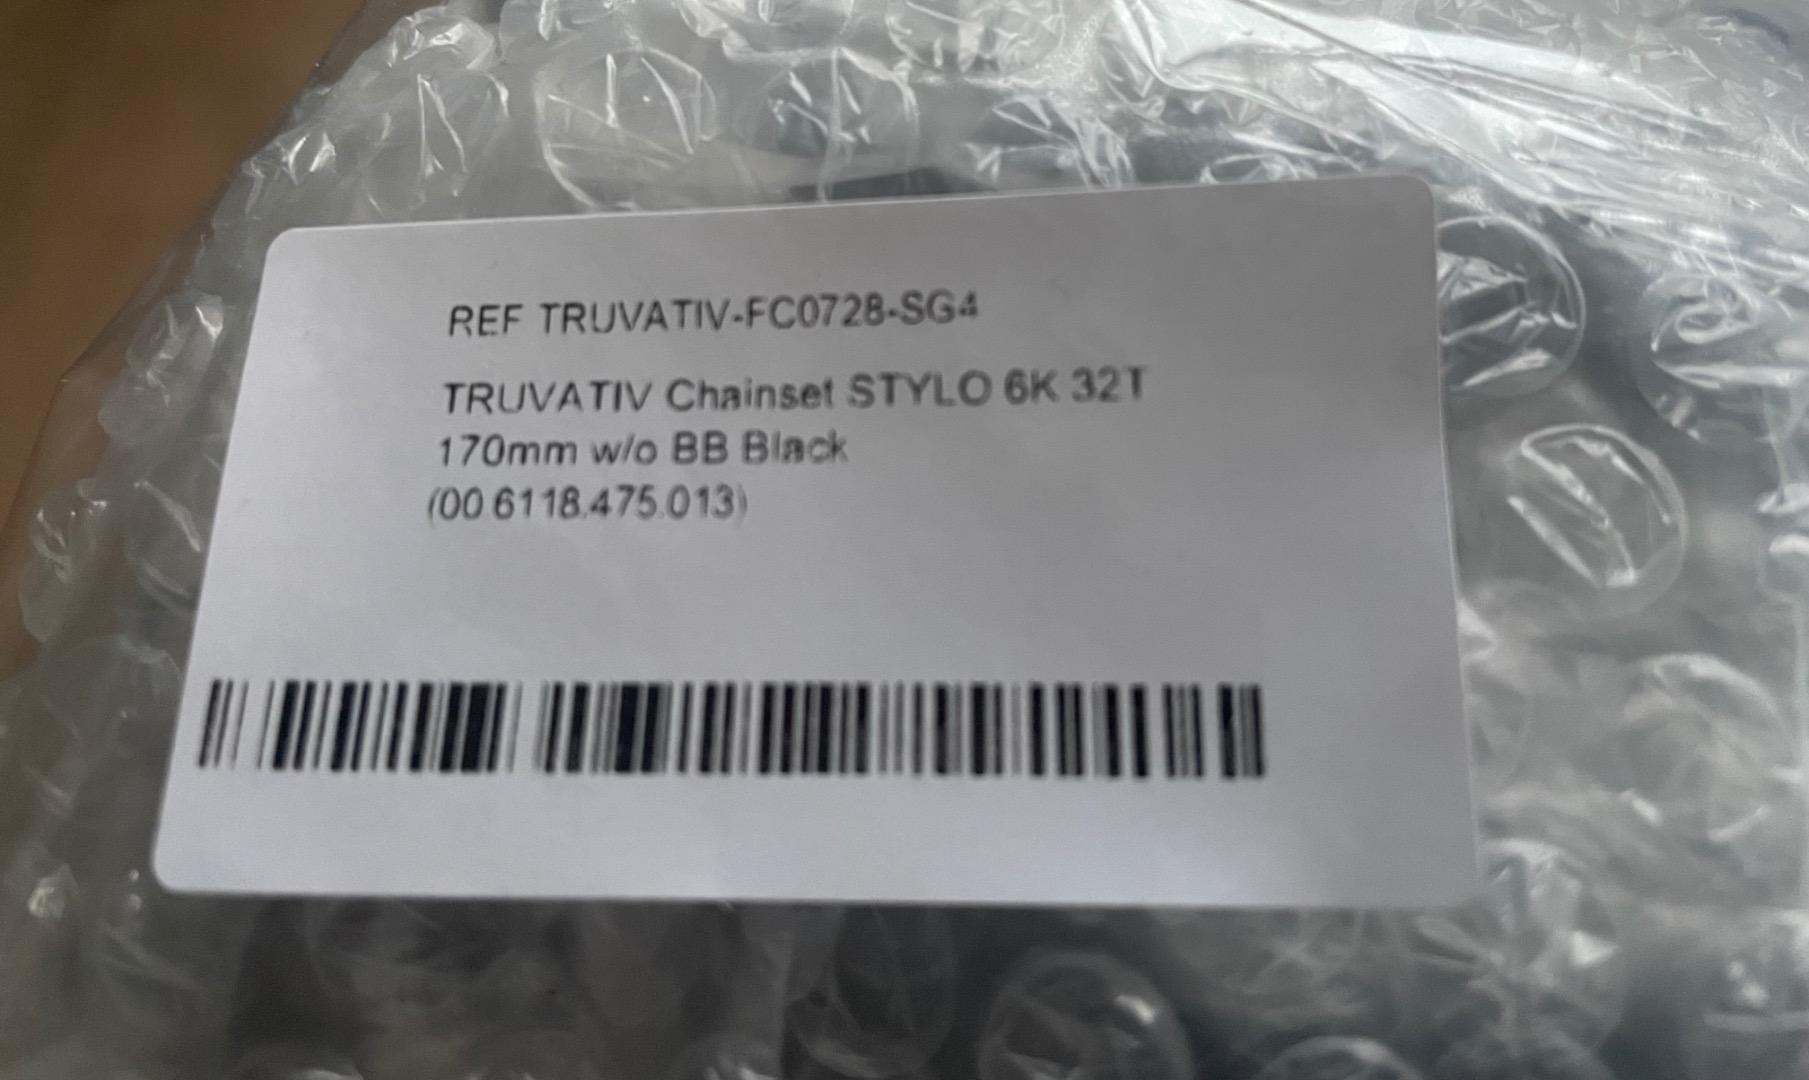 REF TRUVATIV-FC0728-SG4
TRUVATIV Chainset STYLO 6K 32T
170mm w/o BB Black
(00 6118.475.013)